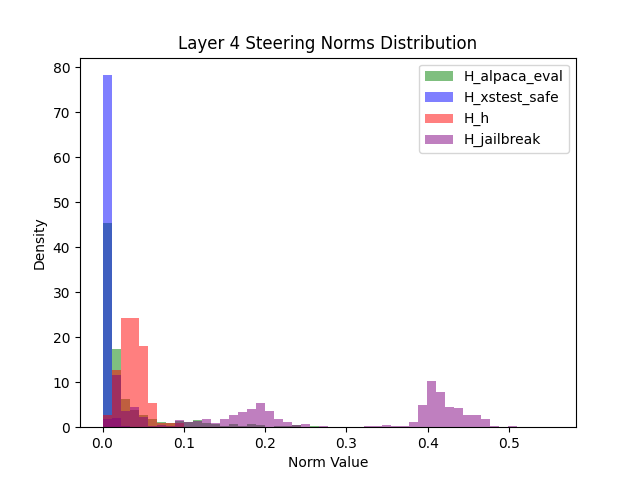 Layer 4 Steering Norms Distribution
H_alpaca_eval
H_xstest_safe
H_h
H_jailbreak
Density
80
70
60
50
40
30
20
10
0
0.0 0.1 0.2 0.3 0.4 0.5
Norm Value